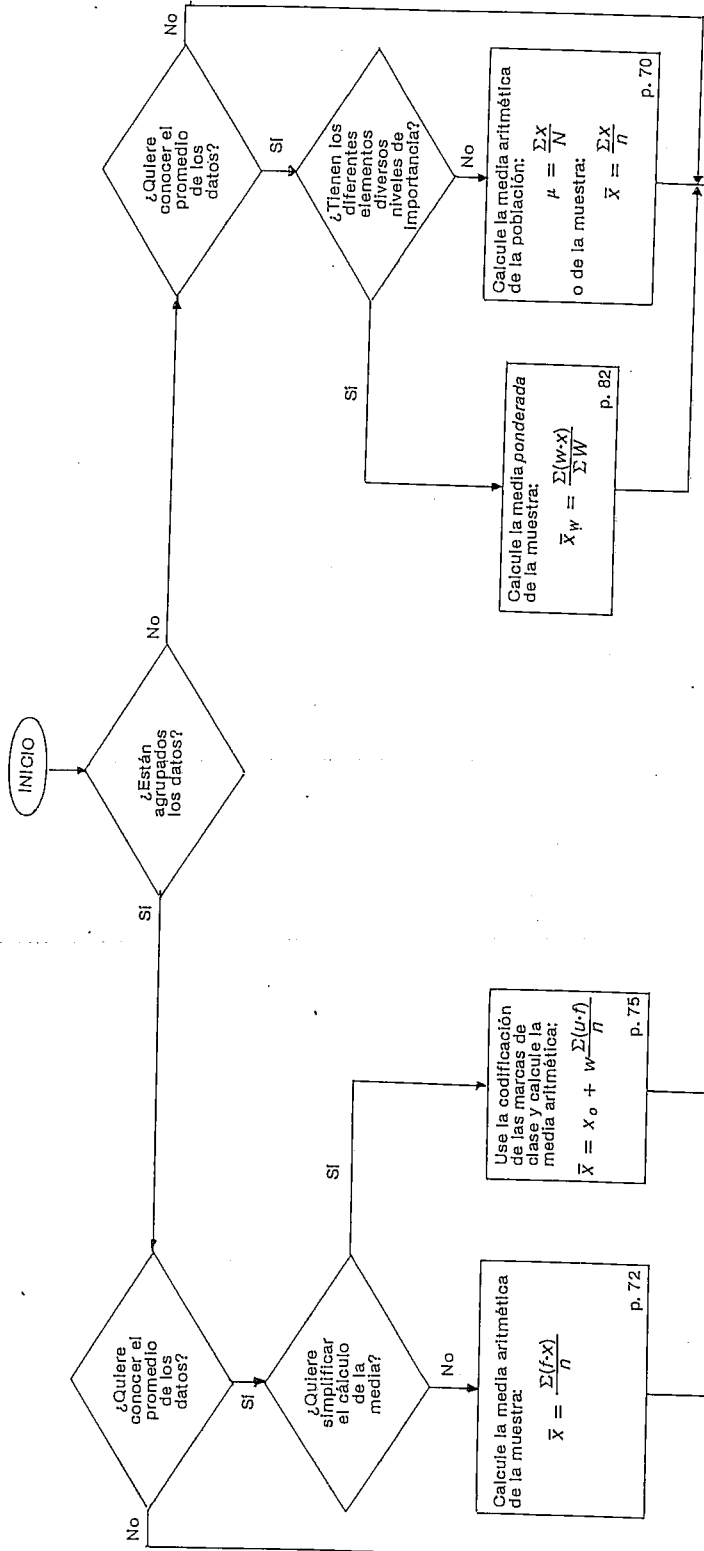 INICIO
¿Están
agrupados
los datos?
Sí
No
¿Quiere
conocer el
promedio
de los
datos?
No
Sí
¿Quiere
simplificar
el cálculo
de la
media?
Sí
No
Calcule la media aritmética
de la muestra:
x̄ = Σ(f·x)/n
p. 72
Use la codificación
de las marcas de
clase y calcule la
media aritmética:
x̄ = x₀ + w Σ(u·f)/n
p. 75
¿Quiere
conocer el
promedio
de los
datos?
No
Sí
¿Tienen los
diferentes
elementos
diversos
niveles de
importancia?
Sí
No
Calcule la media ponderada
de la muestra:
x̄w = Σ(w·x)/ΣW
p. 82
Calcule la media aritmética
de la población:
μ = Σx/N
o de la muestra:
x̄ = Σx/n
p. 70